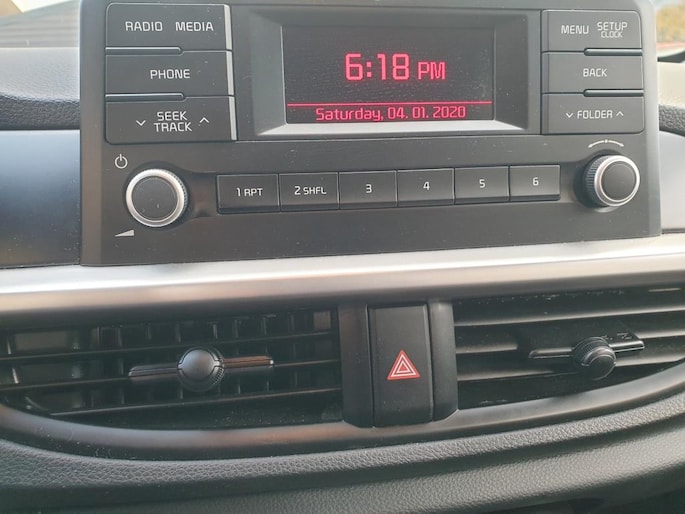 RADIO MEDIA
PHONE
SEEK
TRACK
6:18 PM
Saturday, 04. 01. 2020
MENU SETUP
CLOCK
BACK
FOLDER
1 RPT 2 SHFL 3 4 5 6